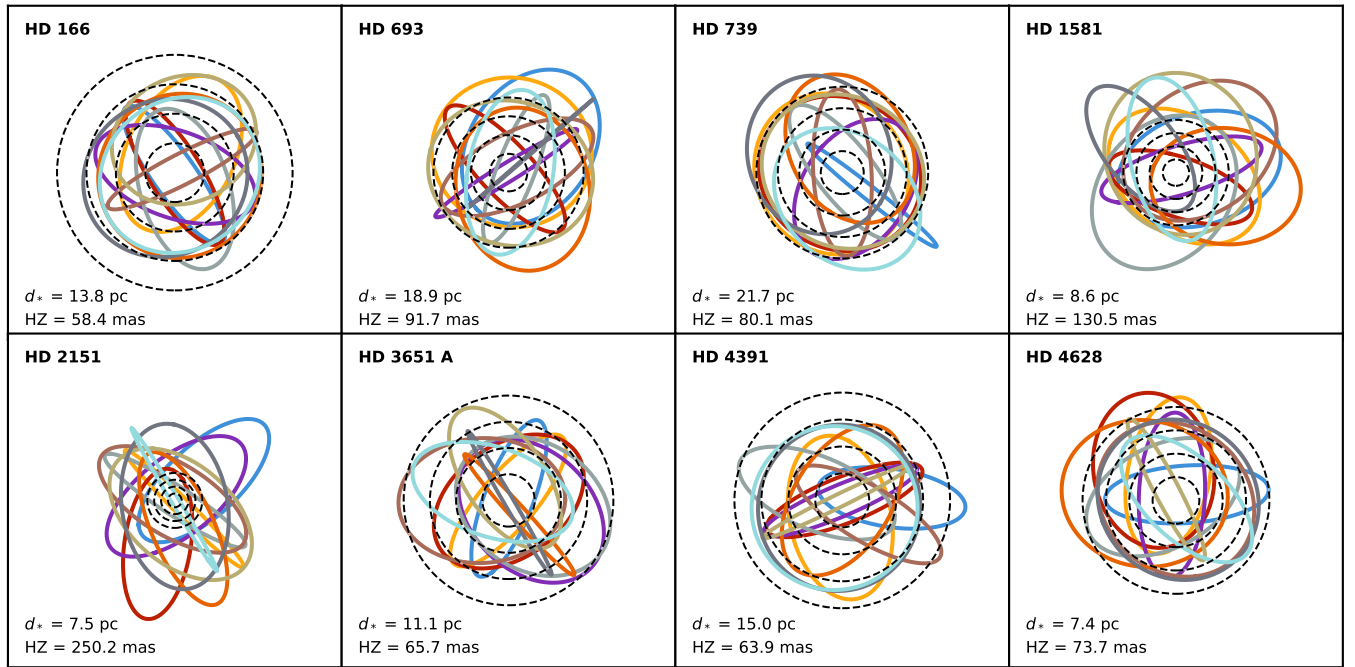 HD 166
d* = 13.8 pc
HZ = 58.4 mas
HD 693
d* = 18.9 pc
HZ = 91.7 mas
HD 739
d* = 21.7 pc
HZ = 80.1 mas
HD 1581
d* = 8.6 pc
HZ = 130.5 mas
HD 2151
d* = 7.5 pc
HZ = 250.2 mas
HD 3651 A
d* = 11.1 pc
HZ = 65.7 mas
HD 4391
d* = 15.0 pc
HZ = 63.9 mas
HD 4628
d* = 7.4 pc
HZ = 73.7 mas